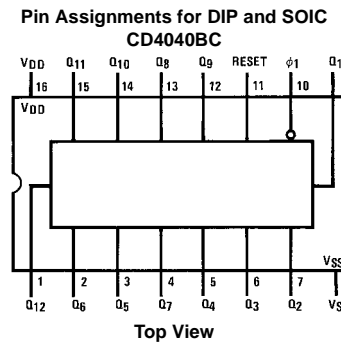 Pin Assignments for DIP and SOIC
CD4040BC
VDD Q11 Q10 Q8 Q9 RESET ϕ1 Q1
16 15 14 13 12 11 10
VDD
VSS
1 2 3 4 5 6 7
Q12 Q6 Q5 Q7 Q4 Q3 Q2 VS
Top View